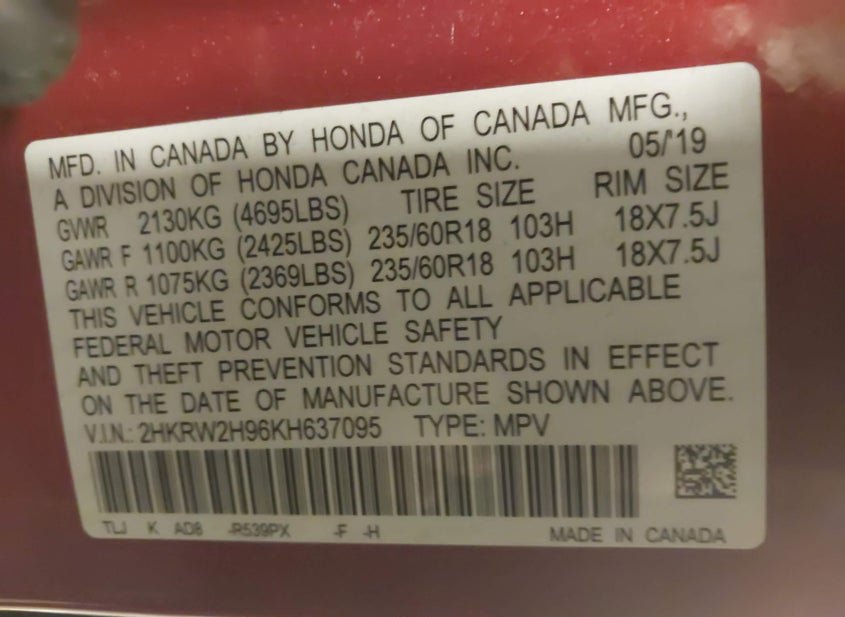 MFD. IN CANADA BY HONDA OF CANADA MFG.,
A DIVISION OF HONDA CANADA INC. 05/'19
GVWR 2130KG (4695LBS) TIRE SIZE RIM SIZE
GAWR F 1100KG (2425LBS) 235/60R18 103H 18X7.5J
GAWR R 1075KG (2369LBS) 235/60R18 103H 18X7.5J
THIS VEHICLE CONFORMS TO ALL APPLICABLE
FEDERAL MOTOR VEHICLE SAFETY
AND THEFT PREVENTION STANDARDS IN EFFECT
ON THE DATE OF MANUFACTURE SHOWN ABOVE.
V.I.N.: 2HKRW2H96KH637095 TYPE: MPV
TLJ K AD8 -R539PX -F -H MADE IN CANADA